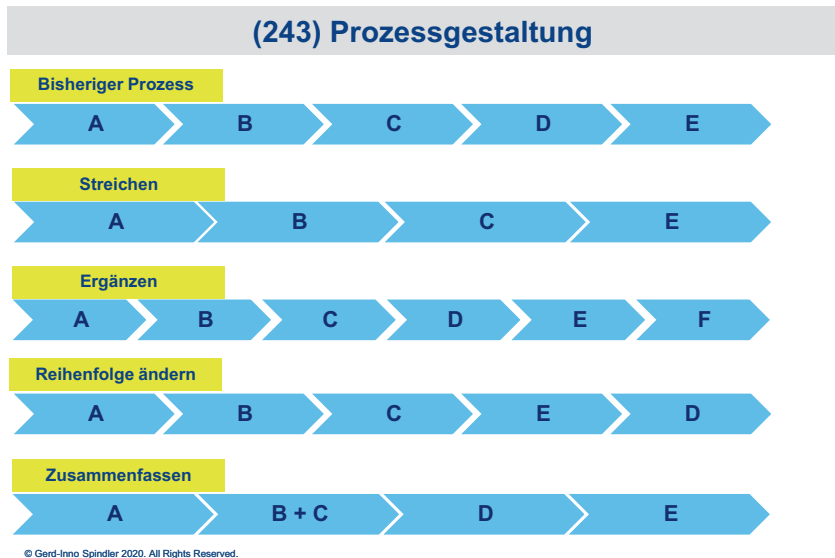 (243) Prozessgestaltung
Bisheriger Prozess
A B C D E
Streichen
A B C E
Ergänzen
A B C D E F
Reihenfolge ändern
A B C E D
Zusammenfassen
A B + C D E
© Gerd-Inno Spindler 2020. All Rights Reserved.